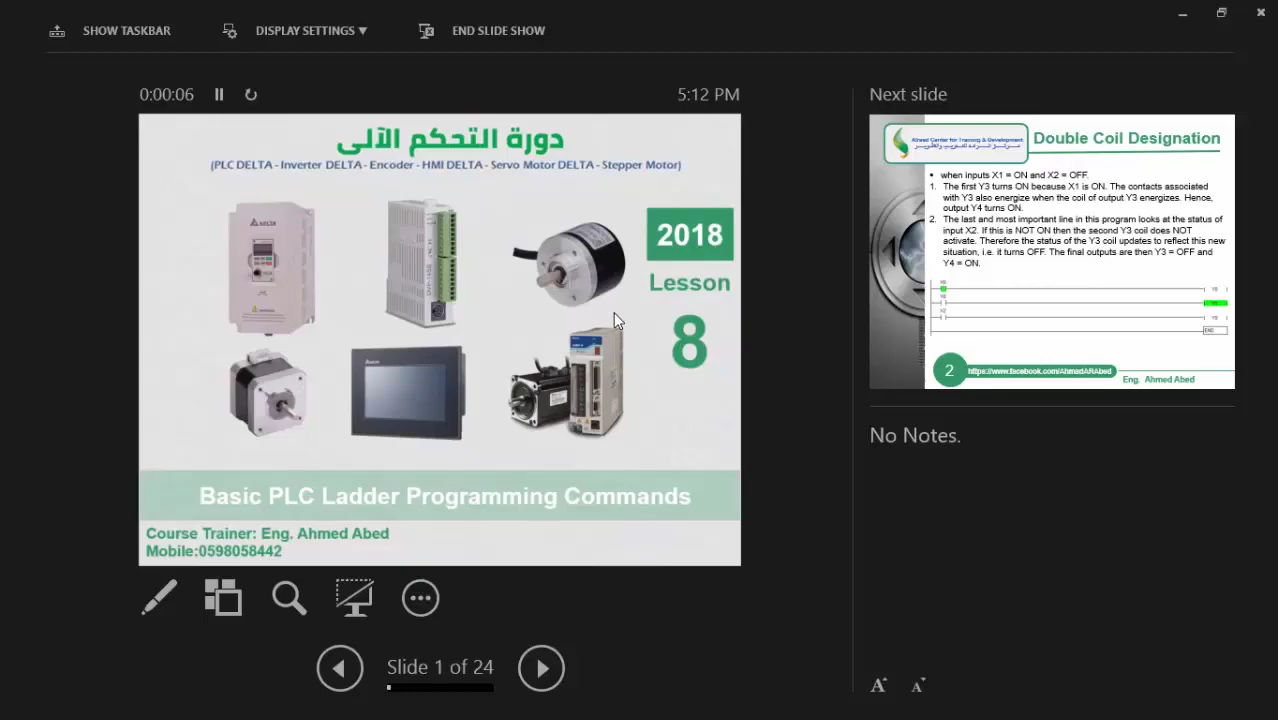 SHOW TASKBAR
DISPLAY SETTINGS ▼
END SLIDE SHOW
0:00:06
5:12 PM
دورة التحكم الآلى
(PLC DELTA - Inverter DELTA - Encoder - HMI DELTA - Servo Motor DELTA - Stepper Motor)
2018
Lesson
8
Basic PLC Ladder Programming Commands
Course Trainer: Eng. Ahmed Abed
Mobile:0598058442
Slide 1 of 24
Next slide
Double Coil Designation
• when inputs X1 = ON and X2 = OFF.
1. The first Y3 turns ON because X1 is ON. The contacts associated
with Y3 also energize when the coil of output Y3 energizes. Hence,
output Y4 turns ON.
2. The last and most important line in this program looks at the status of
input X2. If this is NOT ON then the second Y3 coil does NOT
activate. Therefore the status of the Y3 coil updates to reflect this new
situation, i.e. it turns OFF. The final outputs are then Y3 = OFF and
Y4 = ON.
END
2
https://www.facebook.com/AhmedARAbed
Eng. Ahmed Abed
No Notes.
A A